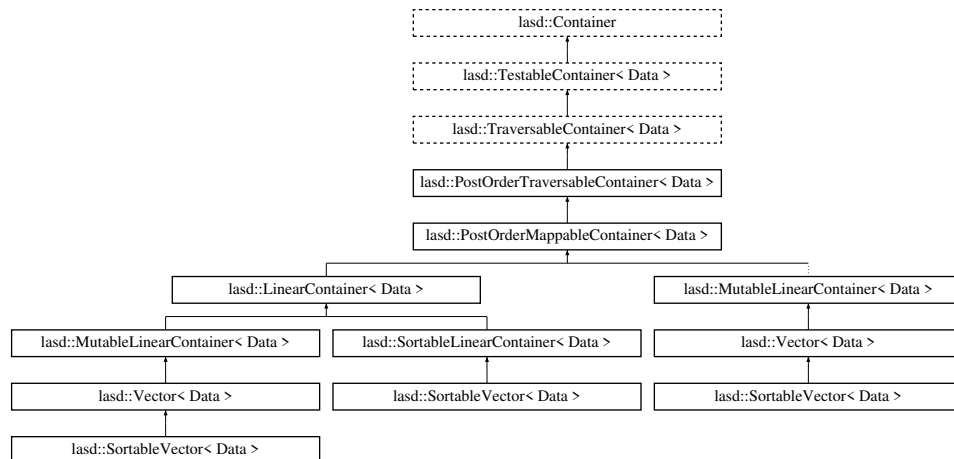 lasd::Container
lasd::TestableContainer< Data >
lasd::TraversableContainer< Data >
lasd::PostOrderTraversableContainer< Data >
lasd::PostOrderMappableContainer< Data >
lasd::LinearContainer< Data >
lasd::MutableLinearContainer< Data >
lasd::MutableLinearContainer< Data >
lasd::SortableLinearContainer< Data >
lasd::Vector< Data >
lasd::Vector< Data >
lasd::SortableVector< Data >
lasd::SortableVector< Data >
lasd::SortableVector< Data >